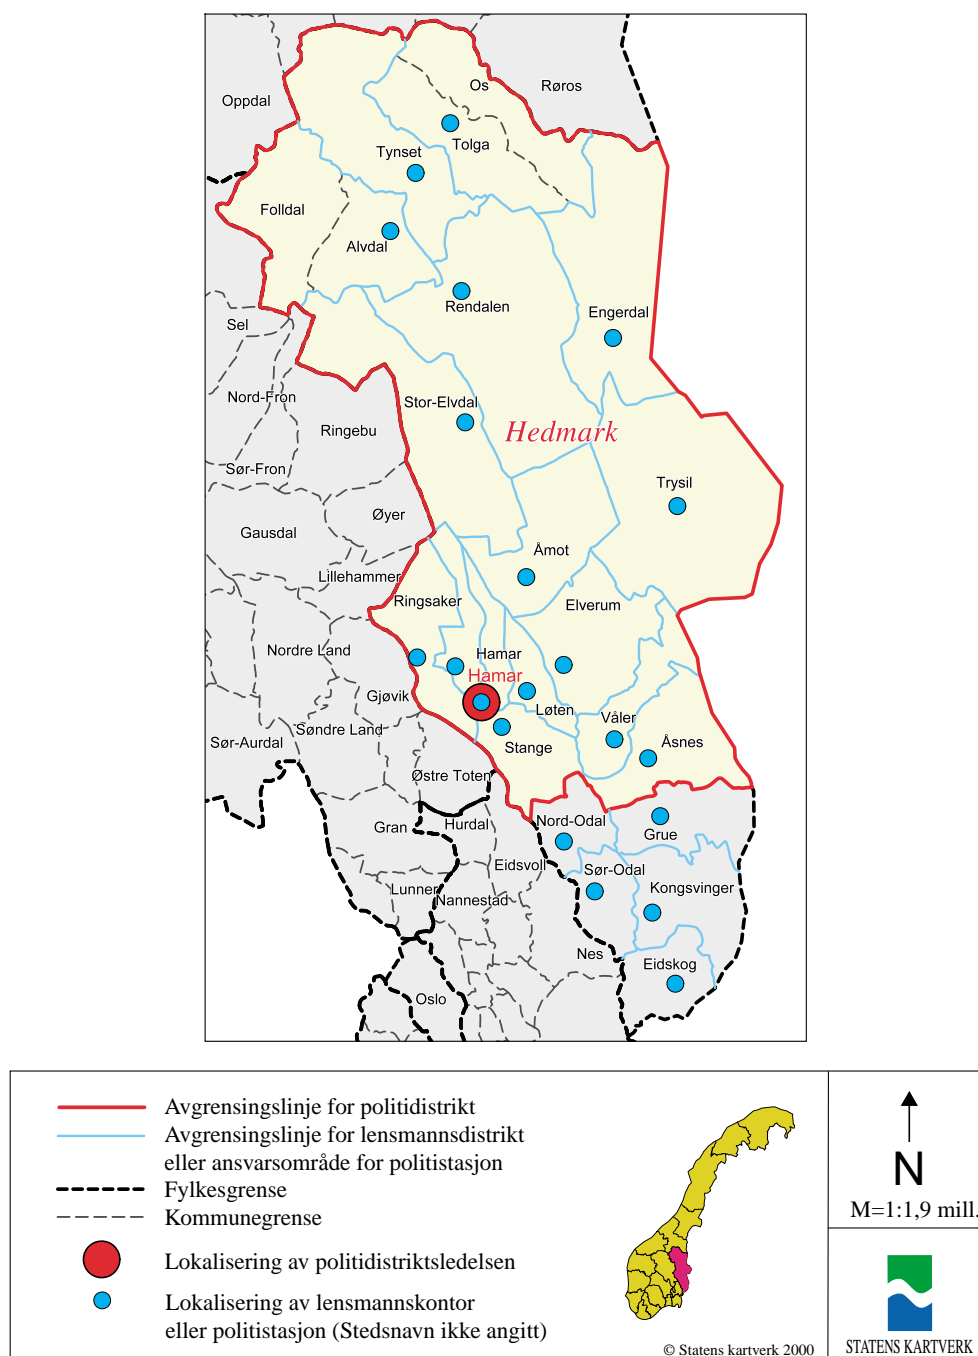 Os
Røros
Oppdal
Tolga
Tynset
Folldal
Alvdal
Rendalen
Engerdal
Sel
Nord-Fron
Stor-Elvdal
Ringebu
Hedmark
Sør-Fron
Trysil
Øyer
Gausdal
Åmot
Lillehammer
Ringsaker
Elverum
Nordre Land
Hamar
Hamar
Gjøvik
Løten
Våler
Søndre Land
Sør-Aurdal
Stange
Åsnes
Østre Toten
Nord-Odal
Hurdal
Gran
Grue
Eidsvoll
Sør-Odal
Lunner
Kongsvinger
Nannestad
Nes
Eidskog
Oslo
Avgrensingslinje for politidistrikt
Avgrensingslinje for lensmannsdistrikt
eller ansvarsområde for politistasjon
Fylkesgrense
Kommunegrense
Lokalisering av politidistriktsledelsen
Lokalisering av lensmannskontor
eller politistasjon (Stedsnavn ikke angitt)
© Statens kartverk 2000
N
M=1:1,9 mill.
STATENS KARTVERK